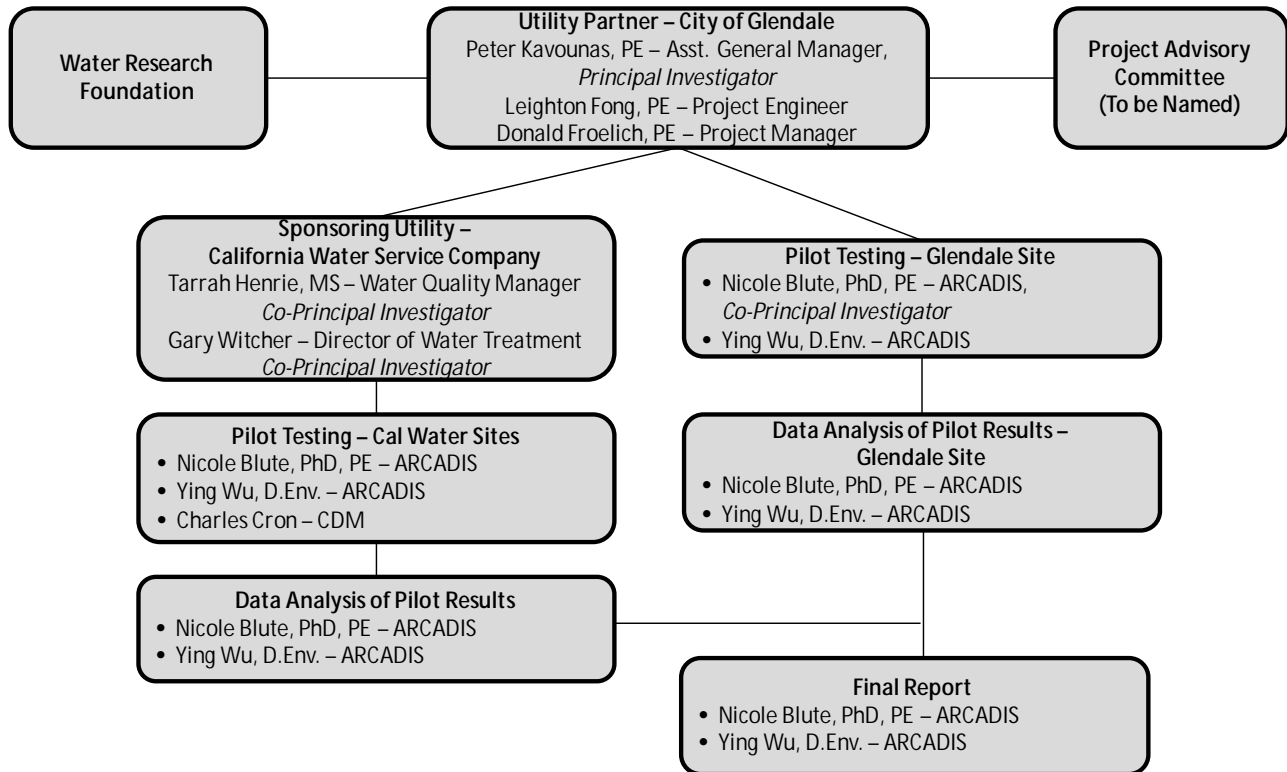 Water Research
Foundation
Utility Partner – City of Glendale
Peter Kavounas, PE – Asst. General Manager,
Principal Investigator
Leighton Fong, PE – Project Engineer
Donald Froelich, PE – Project Manager
Project Advisory
Committee
(To be Named)
Sponsoring Utility –
California Water Service Company
Tarrah Henrie, MS – Water Quality Manager
Co-Principal Investigator
Gary Witcher – Director of Water Treatment
Co-Principal Investigator
Pilot Testing – Glendale Site
• Nicole Blute, PhD, PE – ARCADIS,
Co-Principal Investigator
• Ying Wu, D.Env. – ARCADIS
Pilot Testing – Cal Water Sites
• Nicole Blute, PhD, PE – ARCADIS
• Ying Wu, D.Env. – ARCADIS
• Charles Cron – CDM
Data Analysis of Pilot Results –
Glendale Site
• Nicole Blute, PhD, PE – ARCADIS
• Ying Wu, D.Env. – ARCADIS
Data Analysis of Pilot Results
• Nicole Blute, PhD, PE – ARCADIS
• Ying Wu, D.Env. – ARCADIS
Final Report
• Nicole Blute, PhD, PE – ARCADIS
• Ying Wu, D.Env. – ARCADIS